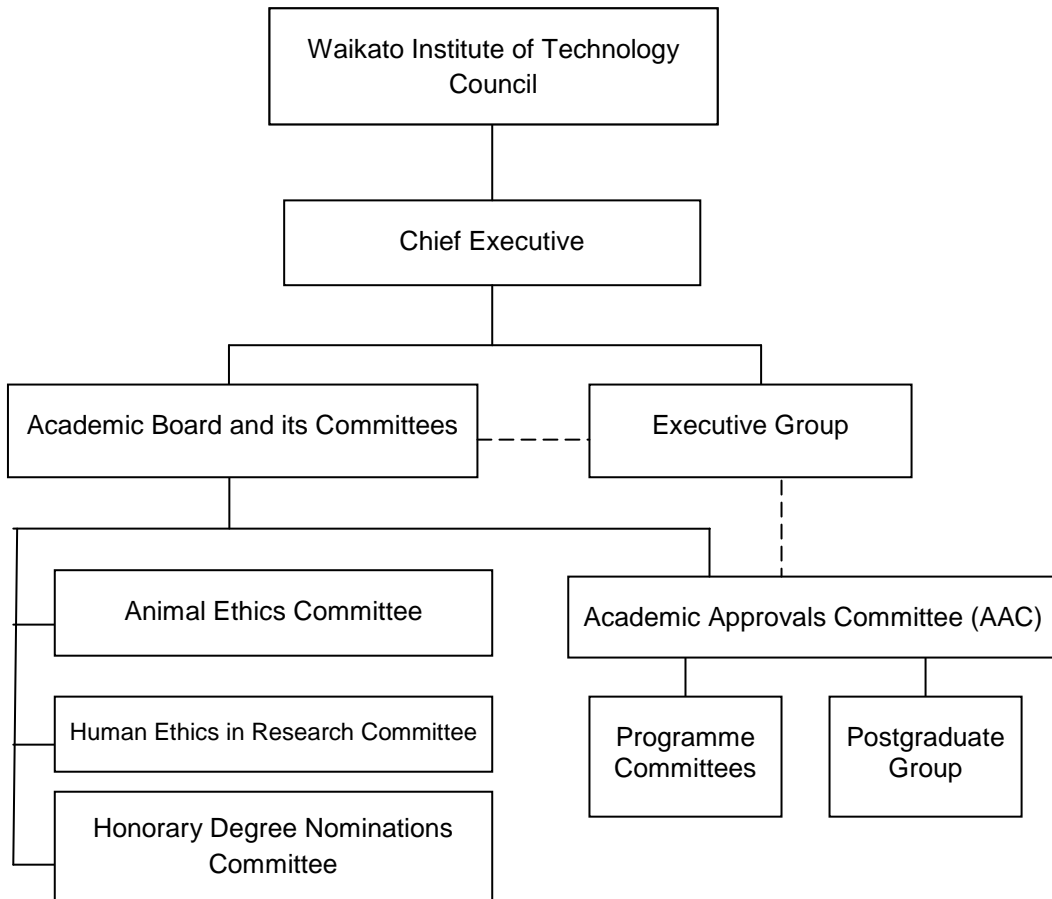 Waikato Institute of Technology
Council
Chief Executive
Academic Board and its Committees
Executive Group
Animal Ethics Committee
Academic Approvals Committee (AAC)
Human Ethics in Research Committee
Programme
Committees
Postgraduate
Group
Honorary Degree Nominations
Committee